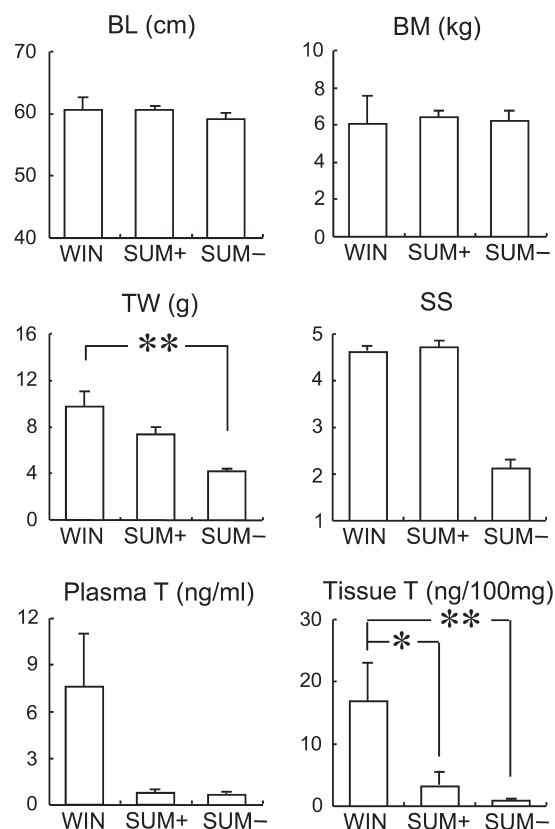 BL (cm)
70
60
50
40
WIN SUM+ SUM−
BM (kg)
10
8
6
4
2
0
WIN SUM+ SUM−
TW (g)
16
12
8
4
0
**
WIN SUM+ SUM−
SS
5
4
3
2
1
WIN SUM+ SUM−
Plasma T (ng/ml)
12
9
6
3
0
WIN SUM+ SUM−
Tissue T (ng/100mg)
30
20
10
0
**
*
WIN SUM+ SUM−